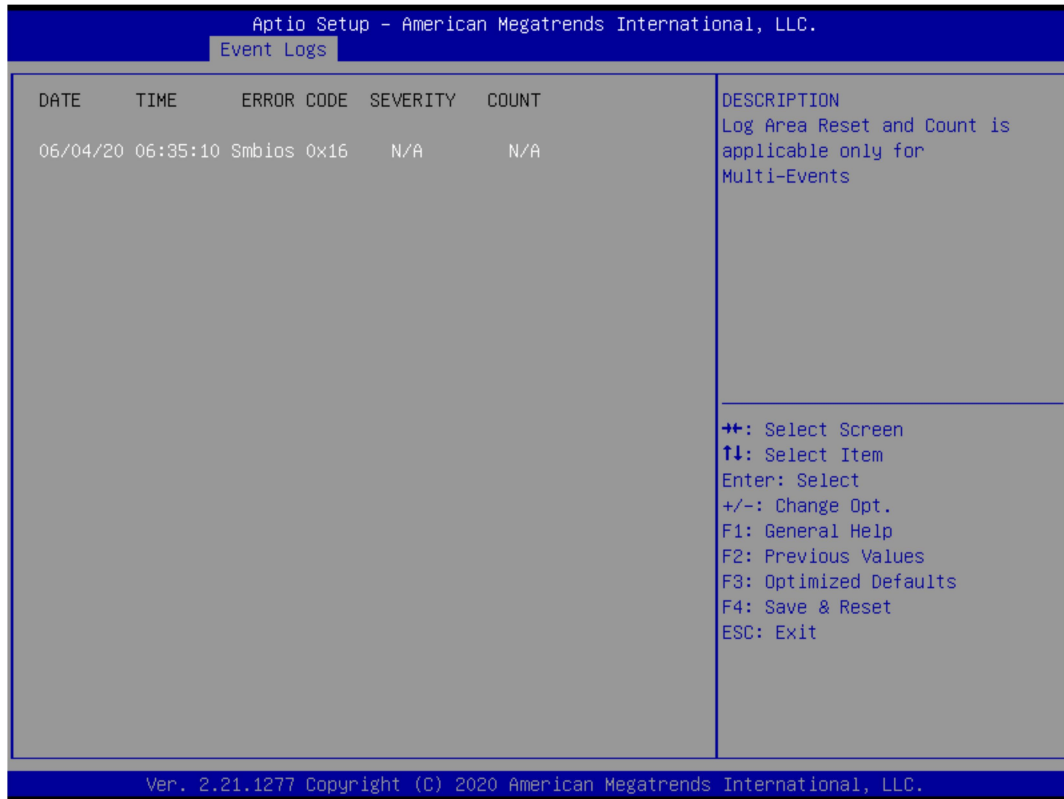 Aptio Setup – American Megatrends International, LLC.
Event Logs
DATE TIME ERROR CODE SEVERITY COUNT
06/04/20 06:35:10 Smbios 0x16 N/A N/A
DESCRIPTION
Log Area Reset and Count is
applicable only for
Multi-Events
→←: Select Screen
↑↓: Select Item
Enter: Select
+/-: Change Opt.
F1: General Help
F2: Previous Values
F3: Optimized Defaults
F4: Save & Reset
ESC: Exit
Ver. 2.21.1277 Copyright (C) 2020 American Megatrends International, LLC.